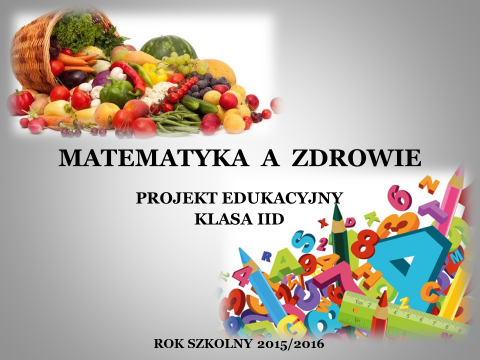 MATEMATYKA A ZDROWIE
PROJEKT EDUKACYJNY
KLASA IID
ROK SZKOLNY 2015/2016